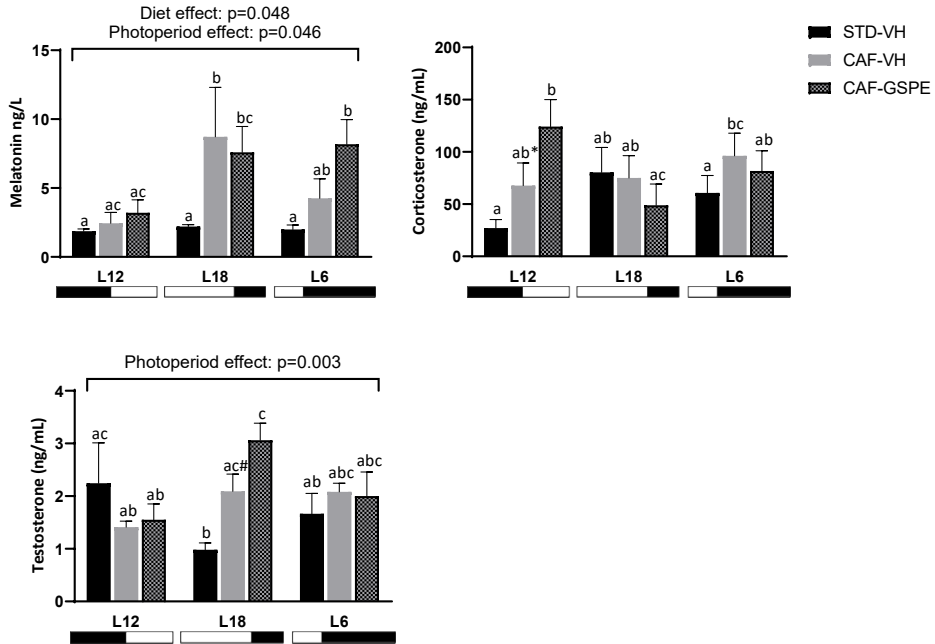 Diet effect: p=0.048
Photoperiod effect: p=0.046
Melatonin ng/L
15
10
5
0
a ac ac
a b bc
a ab b
L12 L18 L6
Corticosterone (ng/mL)
200
150
100
50
0
a ab* b
ab ab ac
a bc ab
L12 L18 L6
STD-VH
CAF-VH
CAF-GSPE
Photoperiod effect: p=0.003
Testosterone (ng/mL)
4
3
2
1
0
ac ab ab
b ac# c
ab abc abc
L12 L18 L6